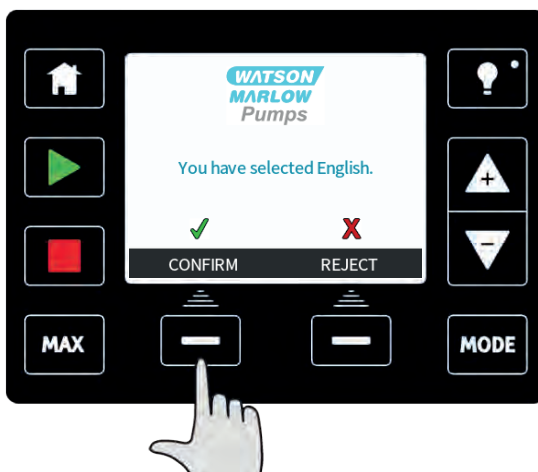 WATSON
MARLOW
Pumps
You have selected English.
CONFIRM REJECT
MAX
MODE